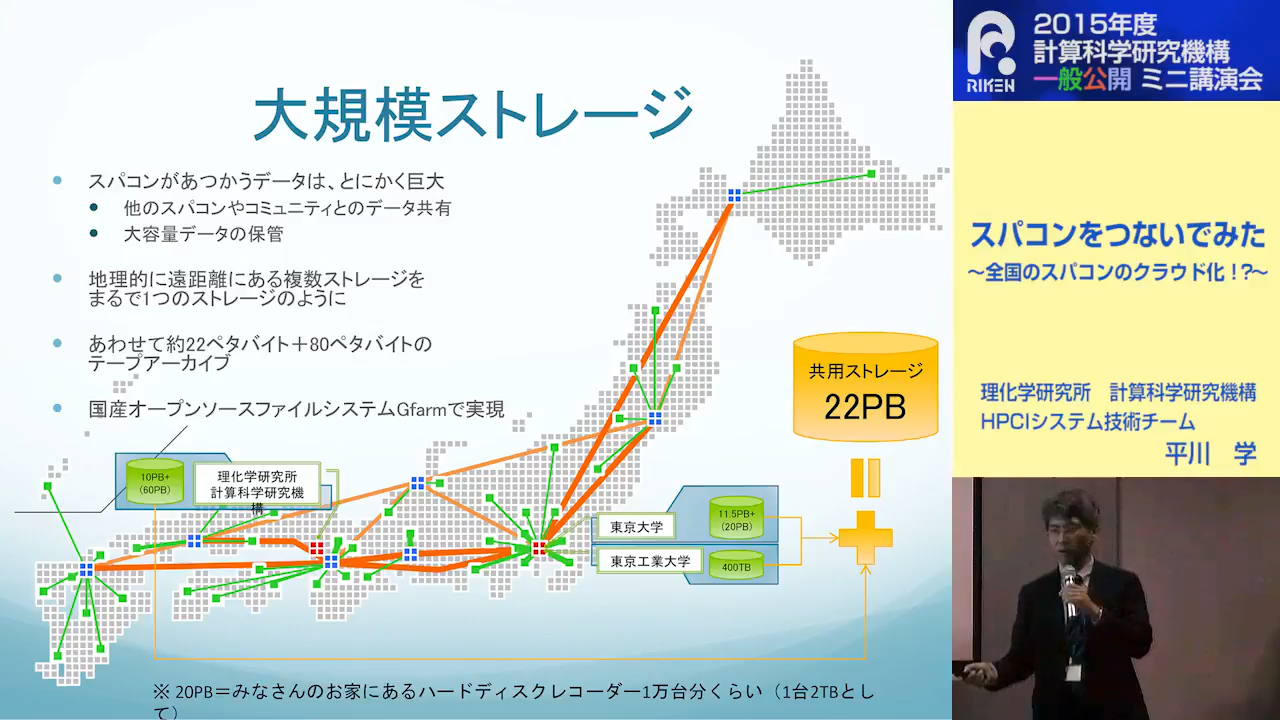 大規模ストレージ
スパコンがあつかうデータは、とにかく巨大
他のスパコンやコミュニティとのデータ共有
大容量データの保管
地理的に遠距離にある複数ストレージを
まるで1つのストレージのように
あわせて約22ペタバイト＋80ペタバイトの
テープアーカイブ
国産オープンソースファイルシステムGfarmで実現
10PB+
(60PB)
理化学研究所
計算科学研究機
構
東京大学
11.5PB+
(20PB)
東京工業大学
400TB
共用ストレージ
22PB
※ 20PB＝みなさんのお家にあるハードディスクレコーダー1万台分くらい（1台2TBとし
て）
RIKEN
2015年度
計算科学研究機構
一般公開 ミニ講演会
スパコンをつないでみた
～全国のスパコンのクラウド化！？～
理化学研究所　計算科学研究機構
HPCIシステム技術チーム
平川　学